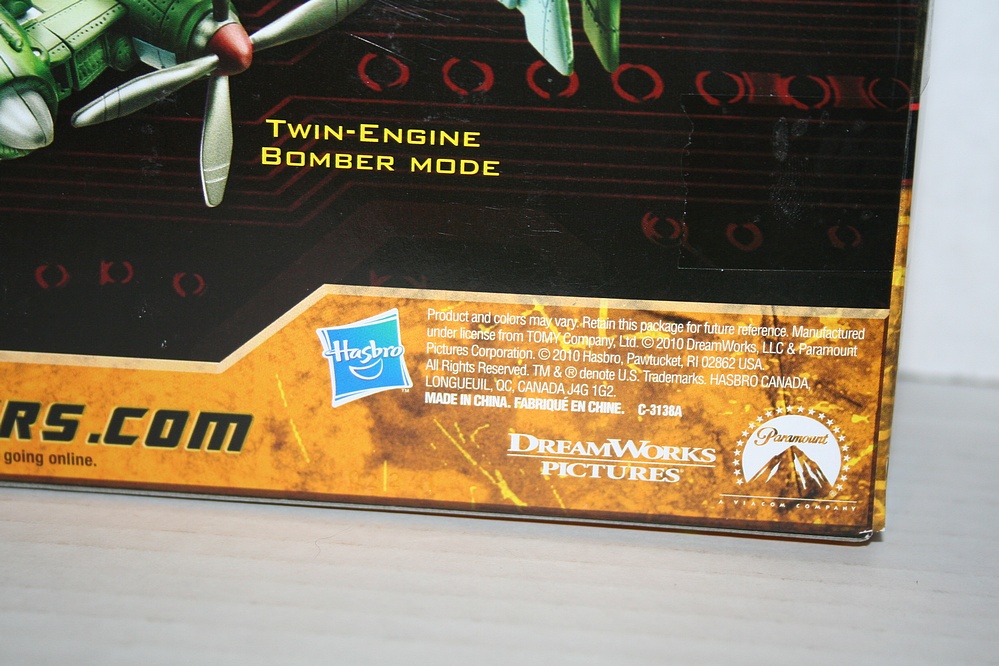 TWIN-ENGINE
BOMBER MODE
Hasbro
TM
Product and colors may vary. Retain this package for future reference. Manufactured
under license from TOMY Company, Ltd. © 2010 DreamWorks, LLC & Paramount
Pictures Corporation. © 2010 Hasbro, Pawtucket, RI 02862 USA.
All Rights Reserved. TM & ® denote U.S. Trademarks. HASBRO CANADA,
LONGUEUIL, QC, CANADA J4G 1G2.
MADE IN CHINA. FABRIQUÉ EN CHINE. C-3138A
RS.COM
going online.
DREAMWORKS
PICTURES
Paramount
A VIACOM COMPANY